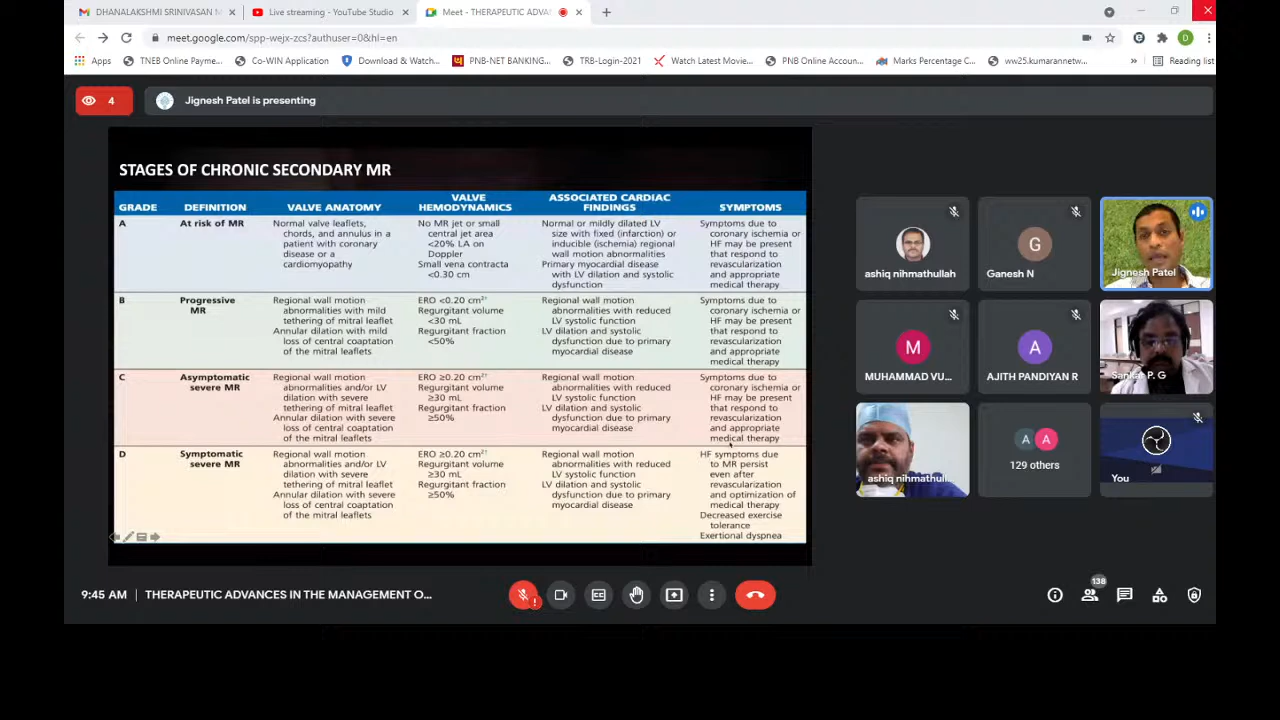 DHANALAKSHMI SRINIVASAN M
Live streaming - YouTube Studio
Meet - THERAPEUTIC ADVA
meet.google.com/spp-wejx-zcs?authuser=0&hl=en
D
Apps
TNEB Online Payme...
Co-WIN Application
Download & Watch...
PNB-NET BANKING...
TRB-Login-2021
Watch Latest Movie...
PNB Online Accoun...
Marks Percentage C...
ww25.kumarannetw...
»
Reading list
4
Jignesh Patel is presenting
STAGES OF CHRONIC SECONDARY MR
GRADE
DEFINITION
VALVE ANATOMY
VALVE
HEMODYNAMICS
ASSOCIATED CARDIAC
FINDINGS
SYMPTOMS
A
At risk of MR
Normal valve leaflets,
chords, and annulus in a
patient with coronary
disease or a
cardiomyopathy
No MR jet or small
central jet area
<20% LA on
Doppler
Small vena contracta
<0.30 cm
Normal or mildly dilated LV
size with fixed (infarction) or
inducible (ischemia) regional
wall motion abnormalities
Primary myocardial disease
with LV dilation and systolic
dysfunction
Symptoms due to
coronary ischemia or
HF may be present
that respond to
revascularization
and appropriate
medical therapy
B
Progressive
MR
Regional wall motion
abnormalities with mild
tethering of mitral leaflet
Annular dilation with mild
loss of central coaptation
of the mitral leaflets
ERO <0.20 cm²†
Regurgitant volume
<30 mL
Regurgitant fraction
<50%
Regional wall motion
abnormalities with reduced
LV systolic function
LV dilation and systolic
dysfunction due to primary
myocardial disease
Symptoms due to
coronary ischemia or
HF may be present
that respond to
revascularization
and appropriate
medical therapy
C
Asymptomatic
severe MR
Regional wall motion
abnormalities and/or LV
dilation with severe
tethering of mitral leaflet
Annular dilation with severe
loss of central coaptation
of the mitral leaflets
ERO ≥0.20 cm²†
Regurgitant volume
≥30 mL
Regurgitant fraction
≥50%
Regional wall motion
abnormalities with reduced
LV systolic function
LV dilation and systolic
dysfunction due to primary
myocardial disease
Symptoms due to
coronary ischemia or
HF may be present
that respond to
revascularization
and appropriate
medical therapy
D
Symptomatic
severe MR
Regional wall motion
abnormalities and/or LV
dilation with severe
tethering of mitral leaflet
Annular dilation with severe
loss of central coaptation
of the mitral leaflets
ERO ≥0.20 cm²†
Regurgitant volume
≥30 mL
Regurgitant fraction
≥50%
Regional wall motion
abnormalities with reduced
LV systolic function
LV dilation and systolic
dysfunction due to primary
myocardial disease
HF symptoms due
to MR persist
even after
revascularization
and optimization of
medical therapy
Decreased exercise
tolerance
Exertional dyspnea
ashiq nihmathullah
G
Ganesh N
Jignesh Patel
M
MUHAMMAD VU...
A
AJITH PANDIYAN R
Sankar P. G
ashiq nihmathull...
A A
129 others
You
9:45 AM | THERAPEUTIC ADVANCES IN THE MANAGEMENT O...
138